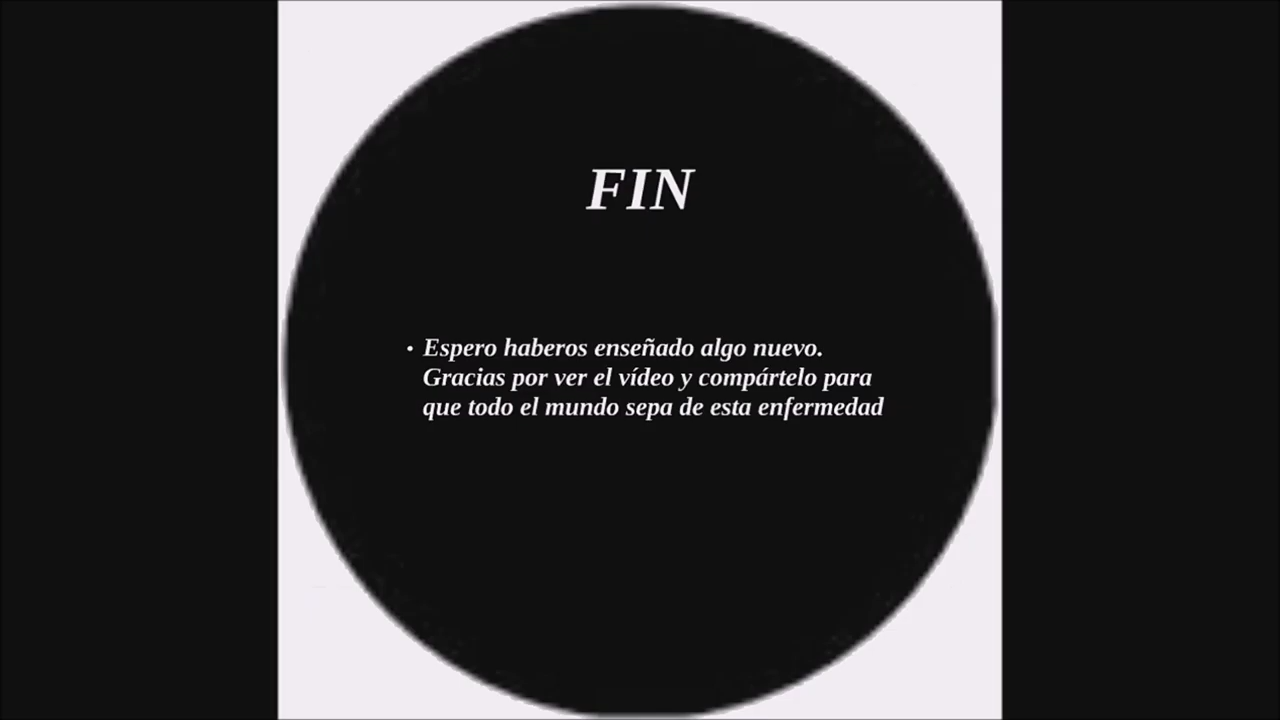 FIN
• Espero haberos enseñado algo nuevo.
Gracias por ver el vídeo y compártelo para
que todo el mundo sepa de esta enfermedad